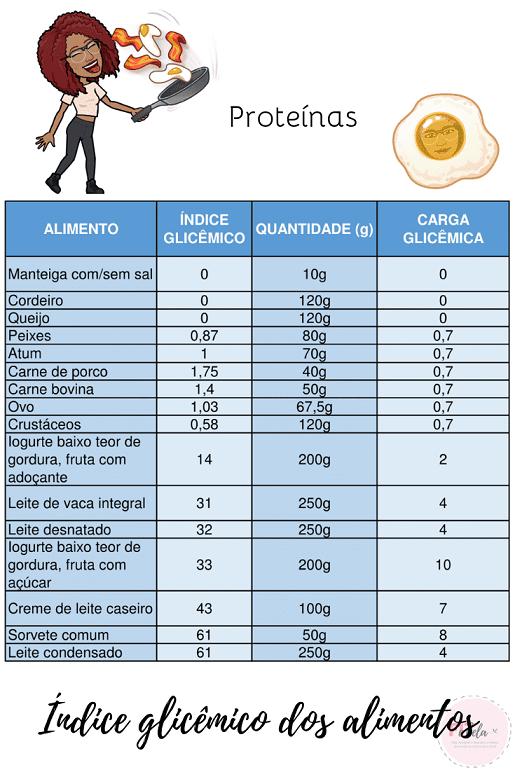 Proteínas
ALIMENTO ÍNDICE GLICÊMICO QUANTIDADE (g) CARGA GLICÊMICA
Manteiga com/sem sal 0 10g 0
Cordeiro 0 120g 0
Queijo 0 120g 0
Peixes 0,87 80g 0,7
Atum 1 70g 0,7
Carne de porco 1,75 40g 0,7
Carne bovina 1,4 50g 0,7
Ovo 1,03 67,5g 0,7
Crustáceos 0,58 120g 0,7
Iogurte baixo teor de gordura, fruta com adoçante 14 200g 2
Leite de vaca integral 31 250g 4
Leite desnatado 32 250g 4
Iogurte baixo teor de gordura, fruta com açúcar 33 200g 10
Creme de leite caseiro 43 100g 7
Sorvete comum 61 50g 8
Leite condensado 61 250g 4
Índice glicêmico dos alimentos